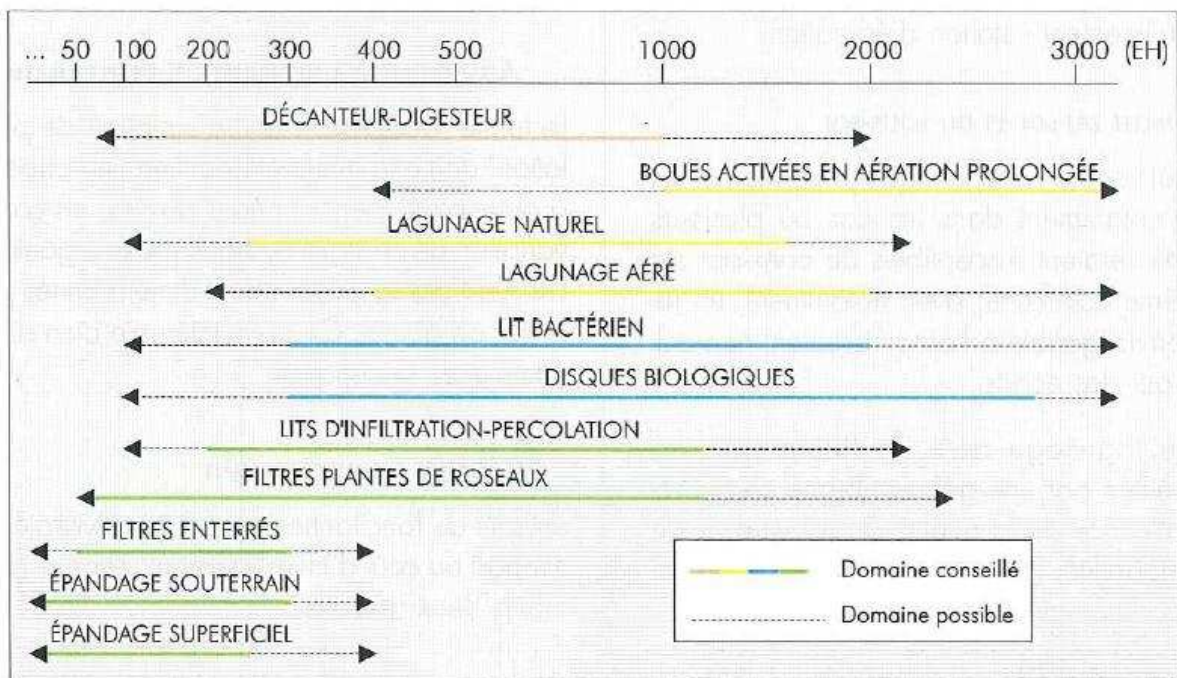 ... 50 100 200 300 400 500 1000 2000 3000 (EH)
DÉCANTEUR-DIGESTEUR
BOUES ACTIVÉES EN AÉRATION PROLONGÉE
LAGUNAGE NATUREL
LAGUNAGE AÉRÉ
LIT BACTÉRIEN
DISQUES BIOLOGIQUES
LITS D'INFILTRATION-PERCOLATION
FILTRES PLANTES DE ROSEAUX
FILTRES ENTERRÉS
ÉPANDAGE SOUTERRAIN
ÉPANDAGE SUPERFICIEL
Domaine conseillé
Domaine possible